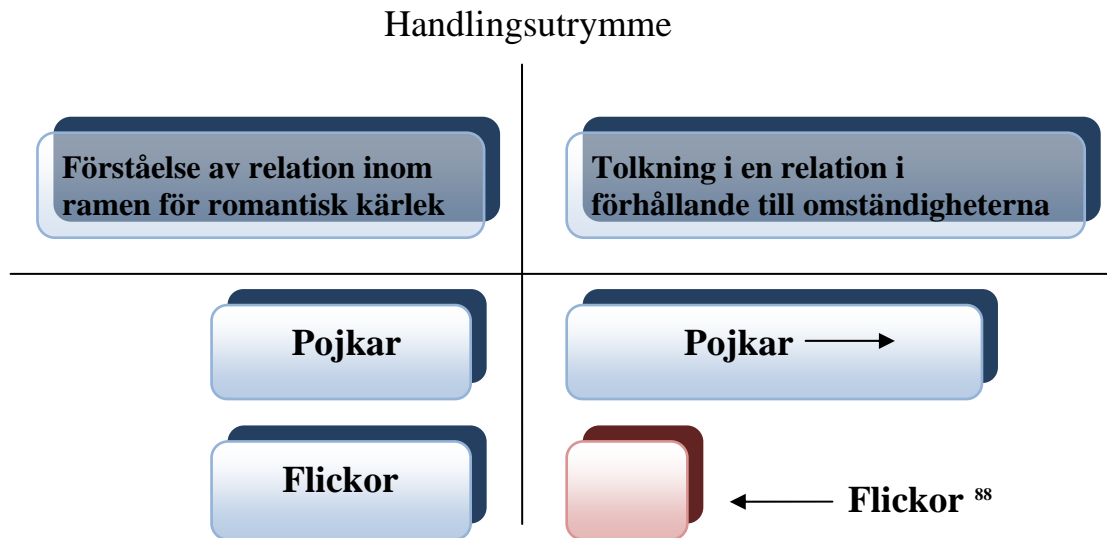 Handlingsutrymme
Förståelse av relation inom
ramen för romantisk kärlek
Tolkning i en relation i
förhållande till omständigheterna
Pojkar
Pojkar
Flickor
Flickor 88